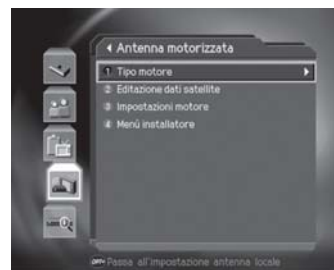 Antenna motorizzata
1 Tipo motore
2 Editazione dati satellite
3 Impostazioni motore
4 Menù installatore
OPT+ Passa all'impostazione antenna locale